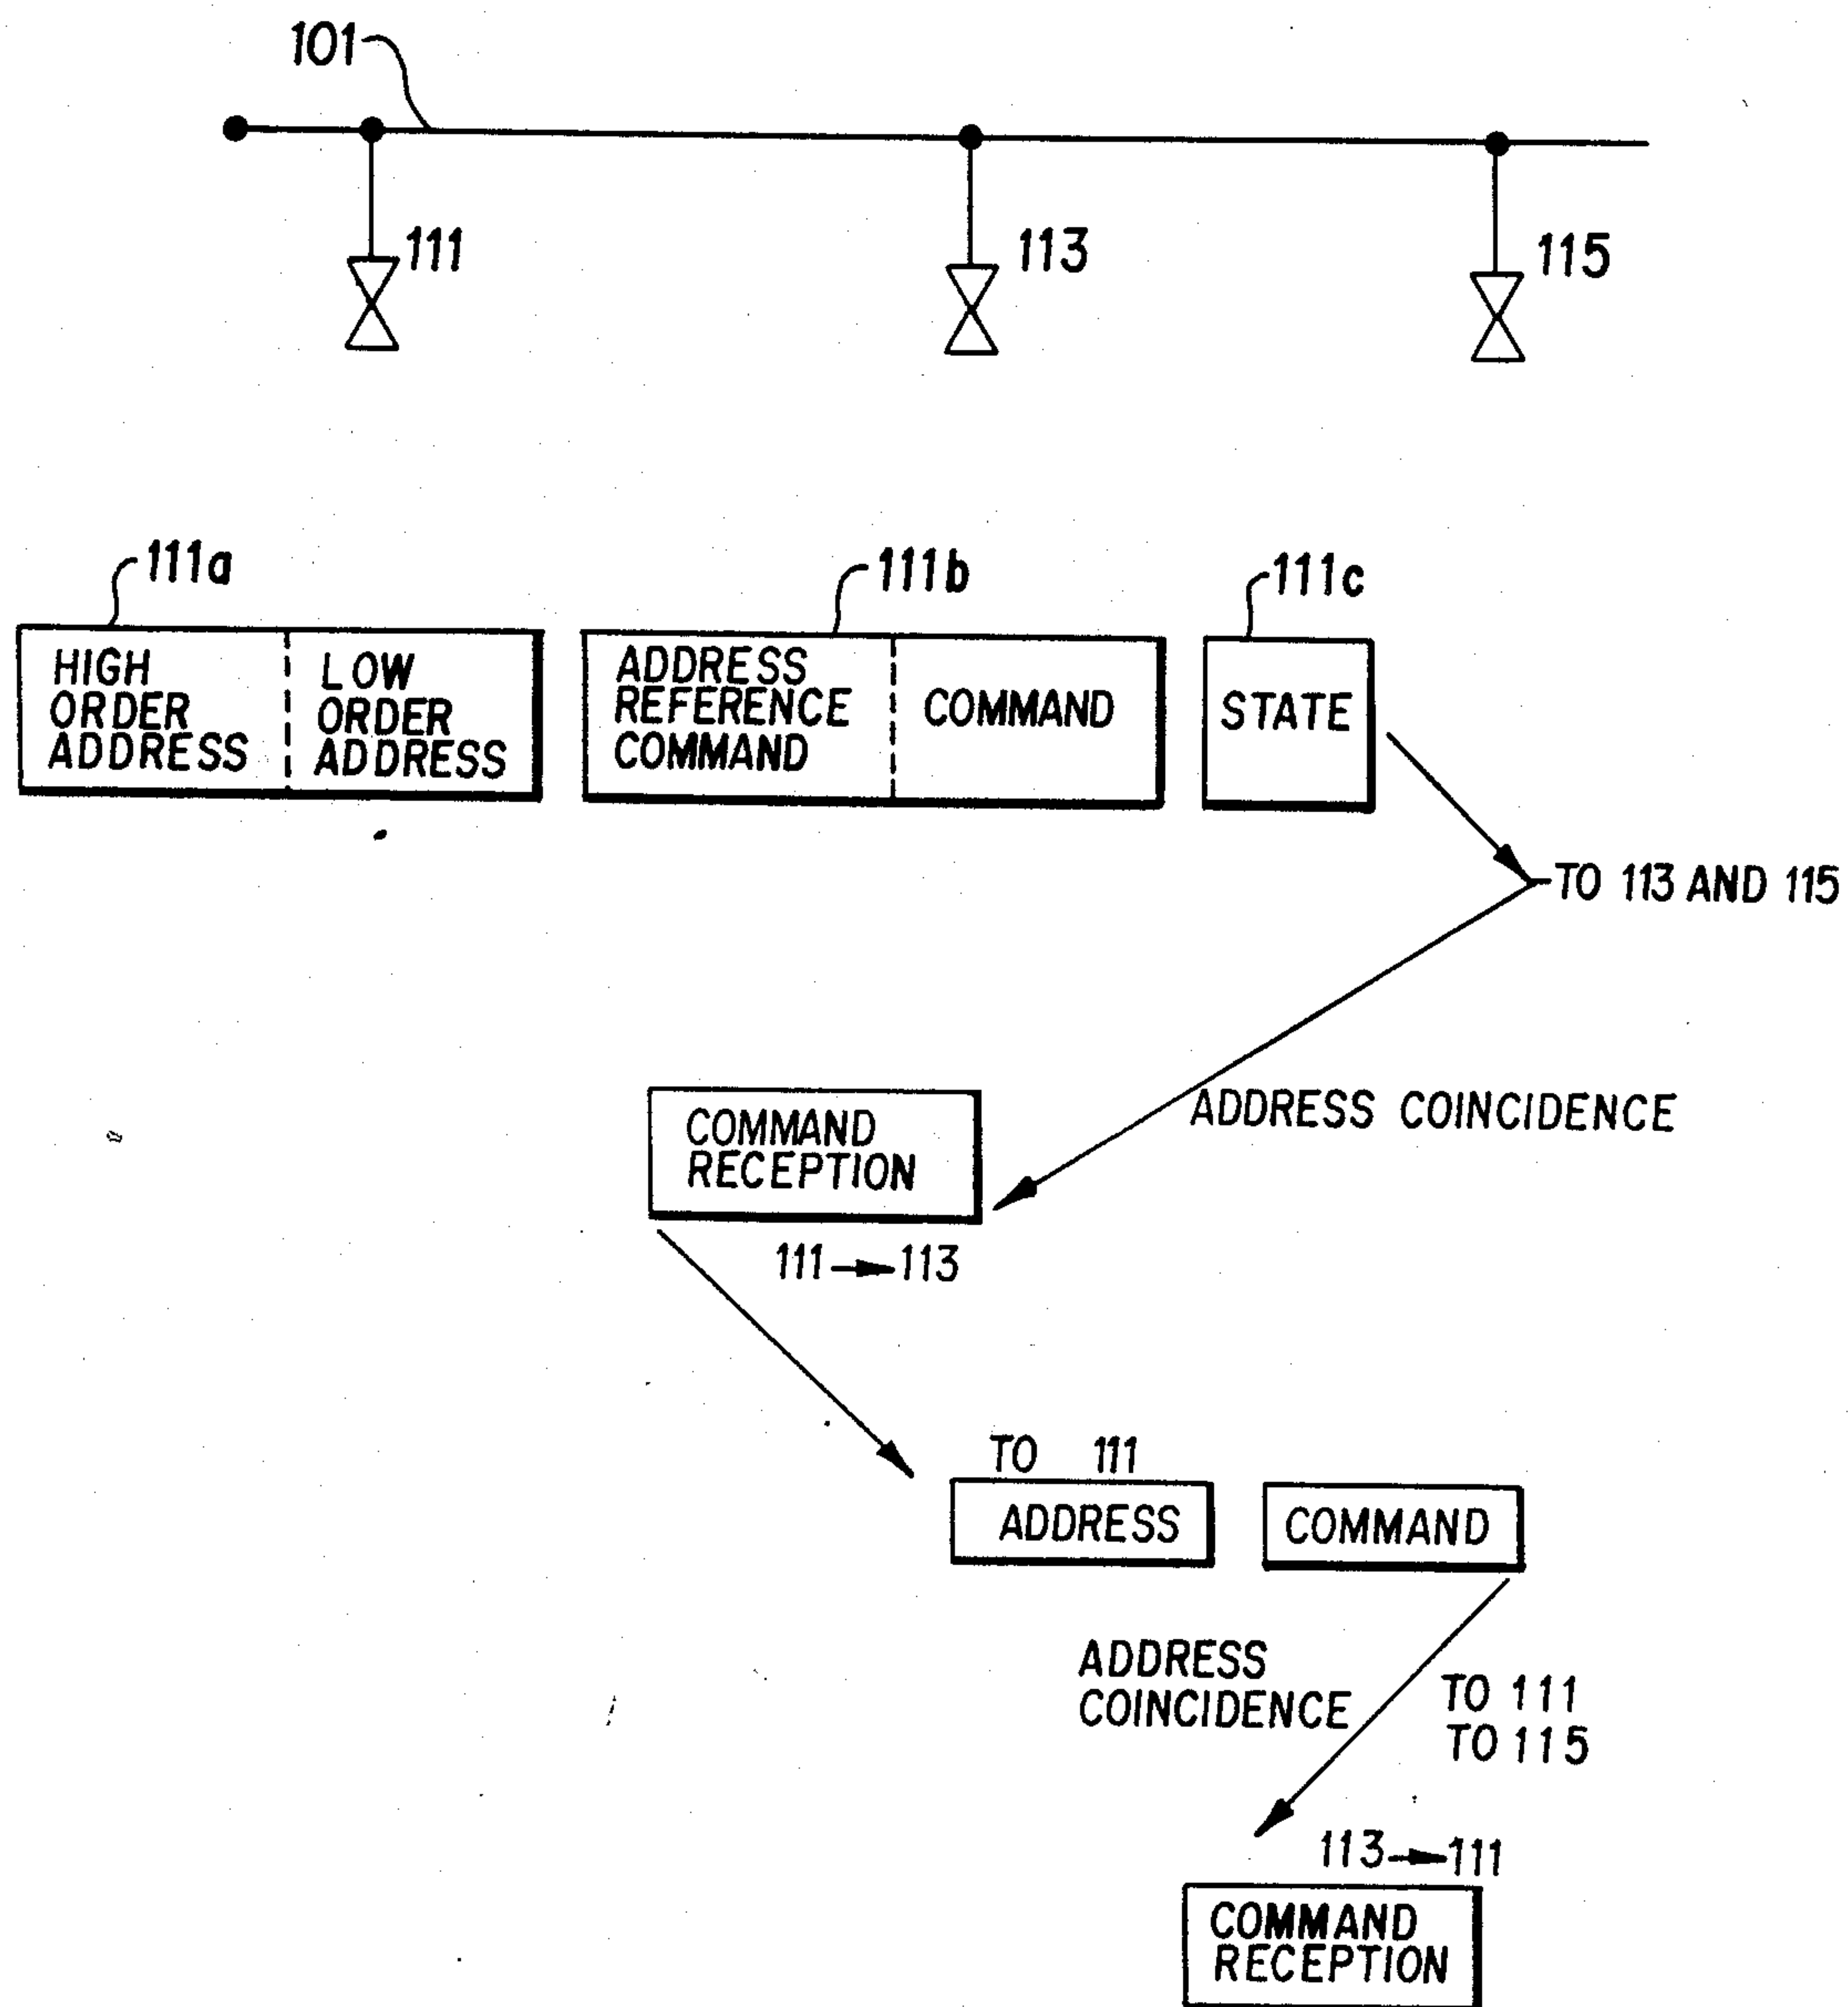 101
111
113
115
111a
111b
111c
HIGH
ORDER
ADDRESS
LOW
ORDER
ADDRESS
ADDRESS
REFERENCE
COMMAND
COMMAND
STATE
TO 113 AND 115
ADDRESS COINCIDENCE
COMMAND
RECEPTION
111→113
TO 111
ADDRESS
COMMAND
ADDRESS
COINCIDENCE
TO 111
TO 115
113→111
COMMAND
RECEPTION